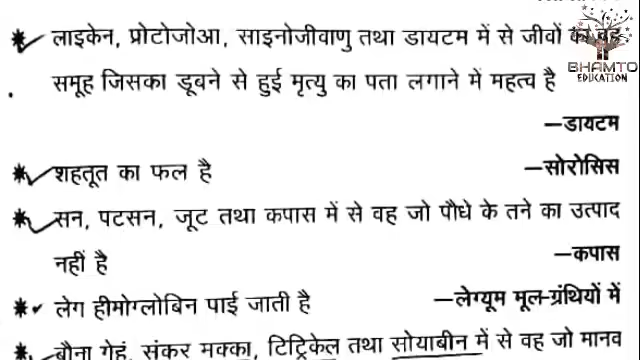 * लाइकेन, प्रोटोजोआ, साइनोजीवाणु तथा डायटम में से जीवों का वह
समूह जिसका डूबने से हुई मृत्यु का पता लगाने में महत्व है
—डायटम
* शहतूत का फल है —सोरोसिस
* सन, पटसन, जूट तथा कपास में से वह जो पौधे के तने का उत्पाद
नहीं है —कपास
* लेग हीमोग्लोबिन पाई जाती है —लेग्यूम मूल-ग्रंथियों में
* बौना गेहूं, संकर मक्का, टिट्रिकेल तथा सोयाबीन में से वह जो मानव
BHAMTO
EDUCATION